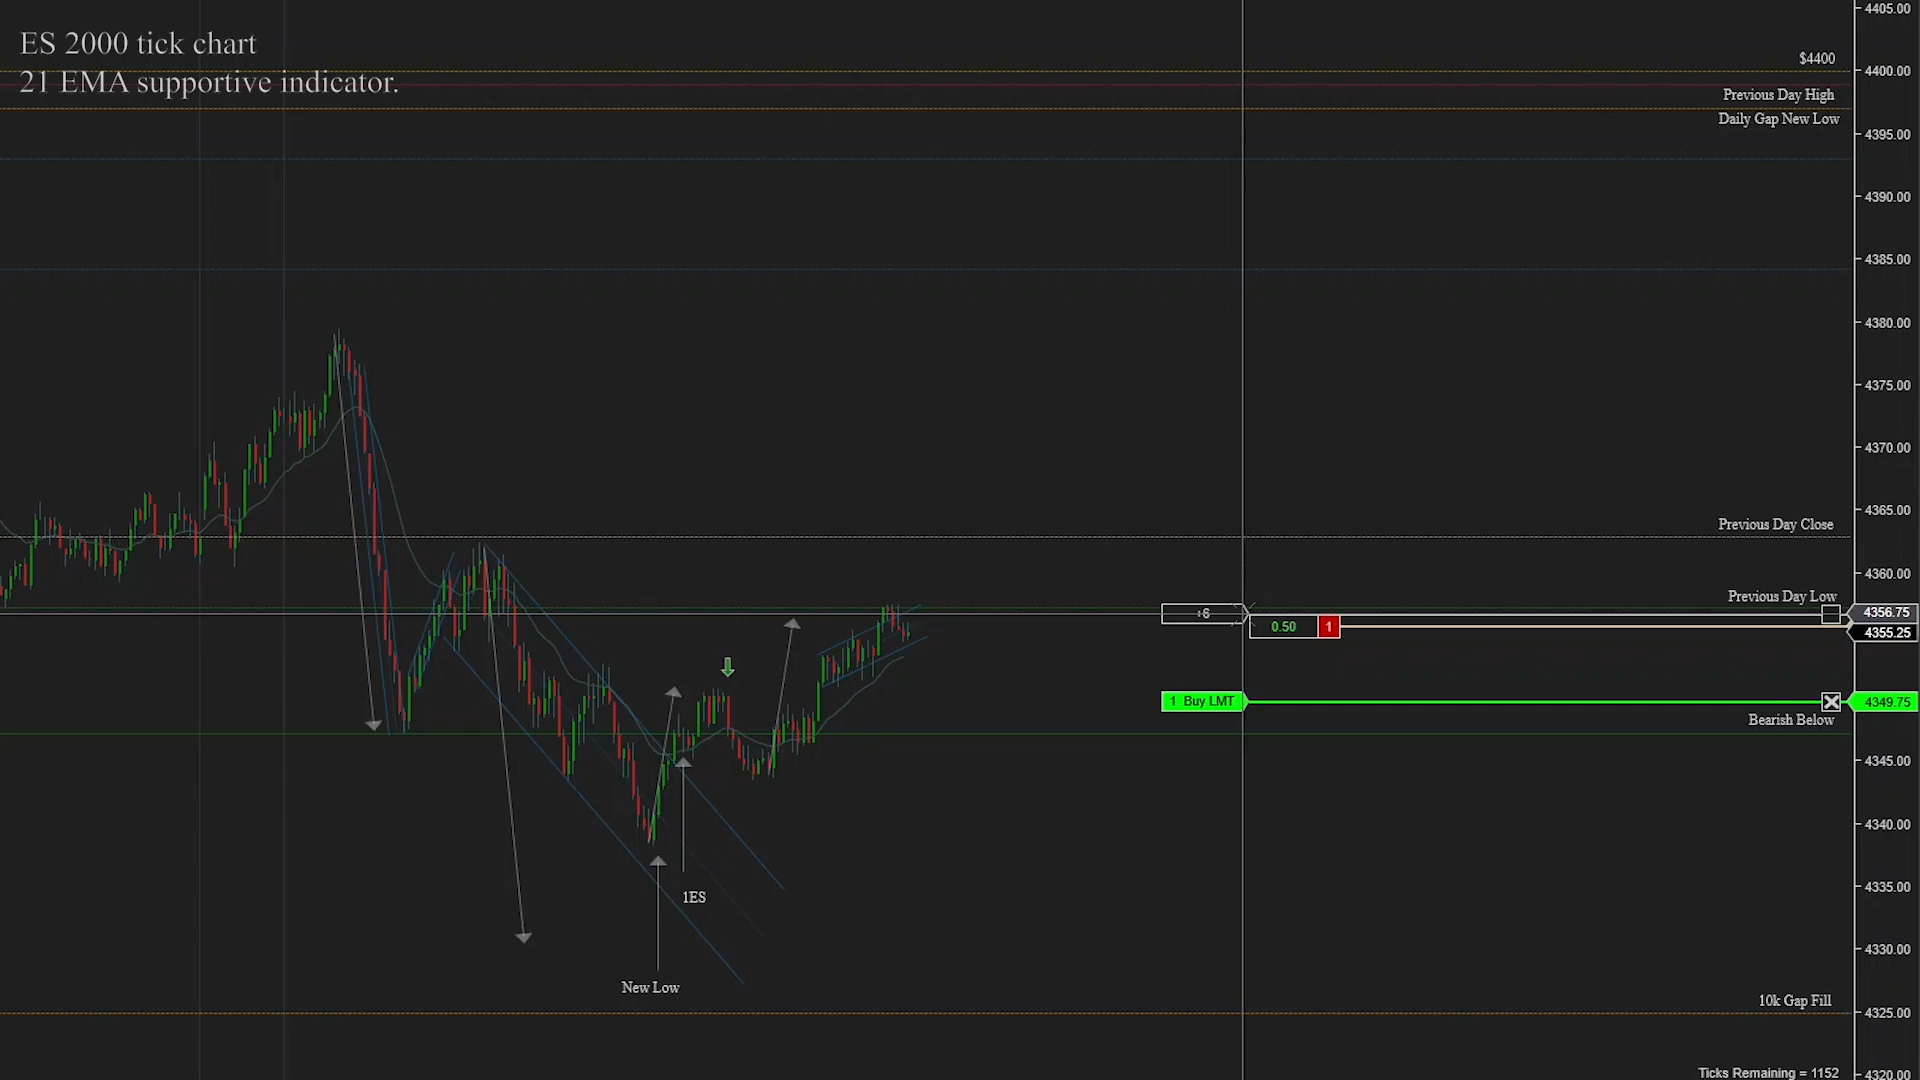 ES 2000 tick chart
21 EMA supportive indicator.
4405.00
$4400
4400.00
Previous Day High
Daily Gap New Low
4395.00
4390.00
4385.00
4380.00
4375.00
4370.00
4365.00
Previous Day Close
4360.00
Previous Day Low
4356.75
0.50 1
4355.25
1 Buy LMT
4349.75
Bearish Below
4345.00
4340.00
4335.00
1ES
4330.00
New Low
10k Gap Fill
4325.00
Ticks Remaining = 1152
4320.00